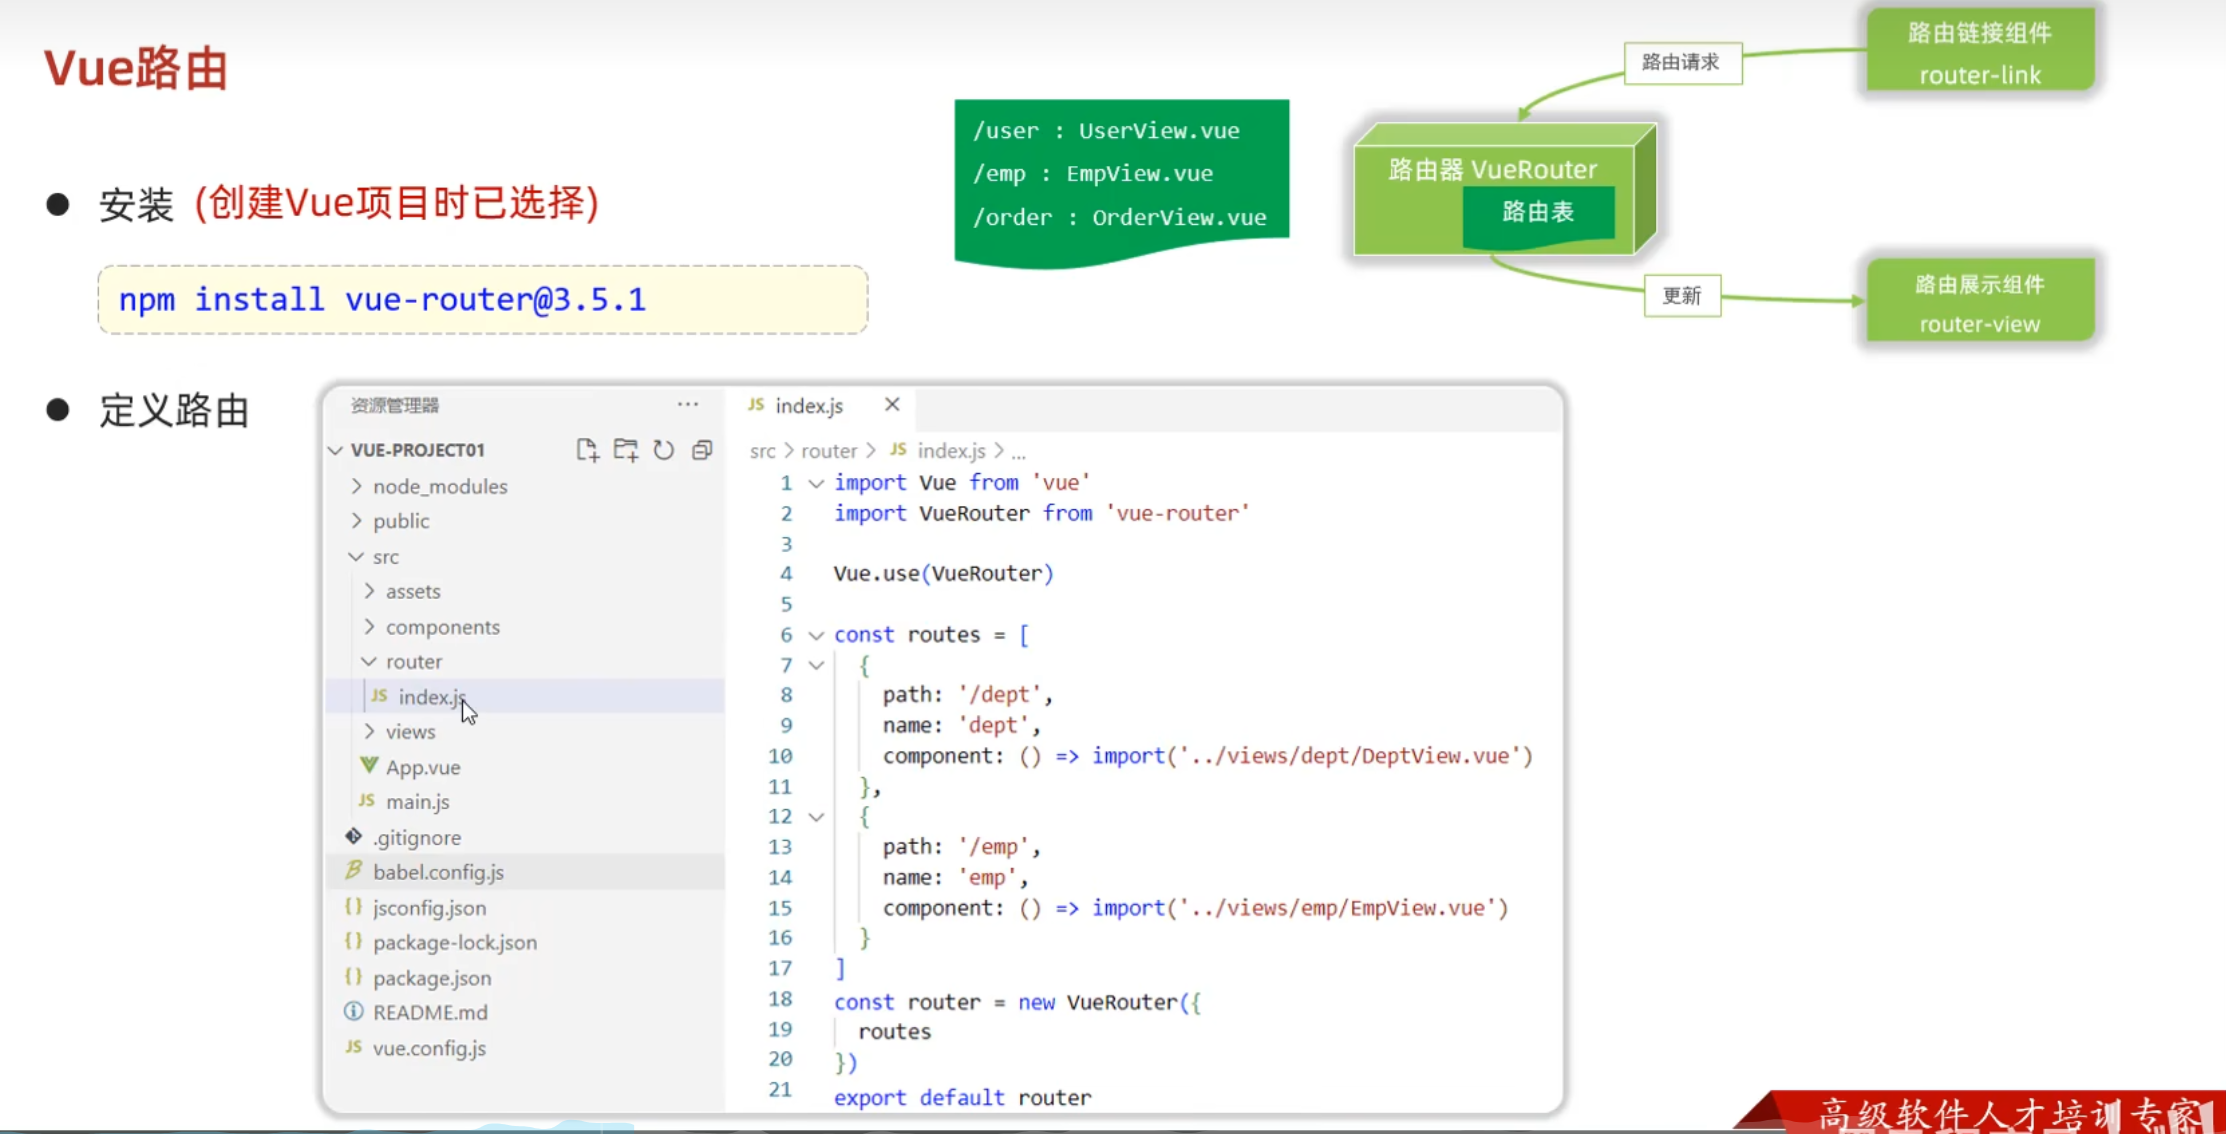 Vue路由
● 安装 (创建Vue项目时已选择)
npm install vue-router@3.5.1
/user : UserView.vue
/emp : EmpView.vue
/order : OrderView.vue
路由链接组件
router-link
路由请求
路由器 VueRouter
路由表
更新
路由展示组件
router-view
● 定义路由
资源管理器 ···
VUE-PROJECT01
node_modules
public
src
assets
components
router
JS index.js
views
App.vue
JS main.js
.gitignore
babel.config.js
{} jsconfig.json
{} package-lock.json
{} package.json
README.md
JS vue.config.js
JS index.js ×
src > router > JS index.js > ...
1 import Vue from 'vue'
2 import VueRouter from 'vue-router'
3
4 Vue.use(VueRouter)
5
6 const routes = [
7 {
8 path: '/dept',
9 name: 'dept',
10 component: () => import('../views/dept/DeptView.vue')
11 },
12 {
13 path: '/emp',
14 name: 'emp',
15 component: () => import('../views/emp/EmpView.vue')
16 }
17 ]
18 const router = new VueRouter({
19 routes
20 })
21 export default router
高级软件人才培训专家